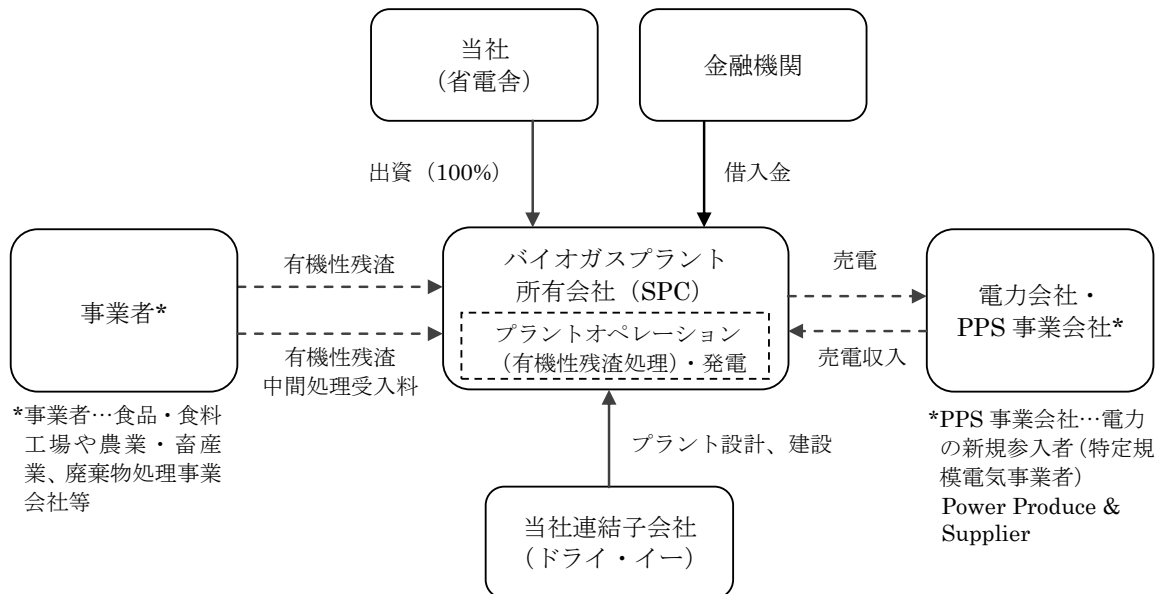 当社
(省電舎)
金融機関
出資(100%)
借入金
事業者*
有機性残渣
有機性残渣
中間処理受入料
バイオガスプラント
所有会社(SPC)
プラントオペレーション
(有機性残渣処理)・発電
売電
売電収入
電力会社・
PPS 事業会社*
*事業者…食品・食料
工場や農業・畜産
業、廃棄物処理事業
会社等
プラント設計、建設
*PPS 事業会社…電力
の新規参入者(特定規
模電気事業者)
Power Produce &
Supplier
当社連結子会社
(ドライ・イー)